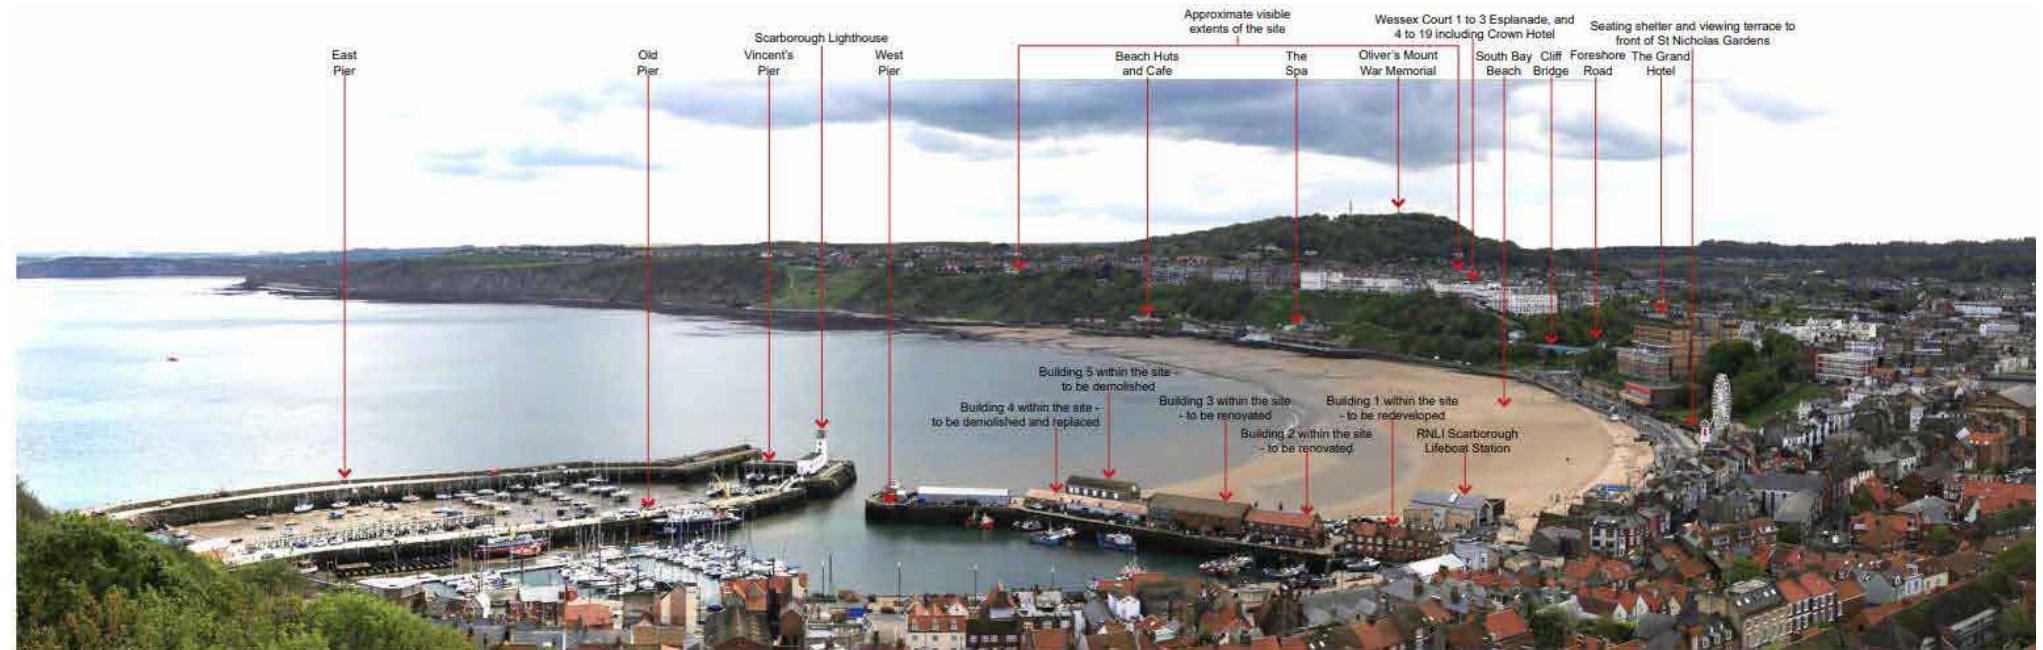 Approximate visible
extents of the site
Wessex Court 1 to 3 Esplanade, and
4 to 19 including Crown Hotel
Seating shelter and viewing terrace to
front of St Nicholas Gardens
Scarborough Lighthouse
East
Pier
Old
Pier
Vincent's
Pier
West
Pier
Beach Huts
and Cafe
The
Spa
Oliver's Mount
War Memorial
South Bay
Beach
Cliff
Bridge
Foreshore
Road
The Grand
Hotel
Building 5 within the site -
to be demolished
Building 4 within the site -
to be demolished and replaced
Building 3 within the site
- to be renovated
Building 2 within the site
- to be renovated
Building 1 within the site
- to be redeveloped
RNLI Scarborough
Lifeboat Station